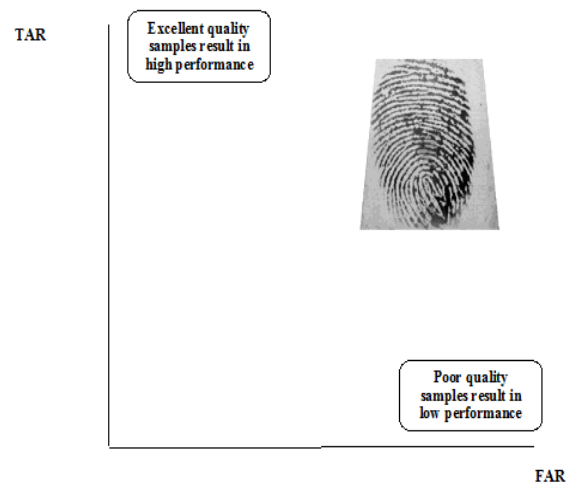 TAR
Excellent quality
samples result in
high performance
Poor quality
samples result in
low performance
FAR